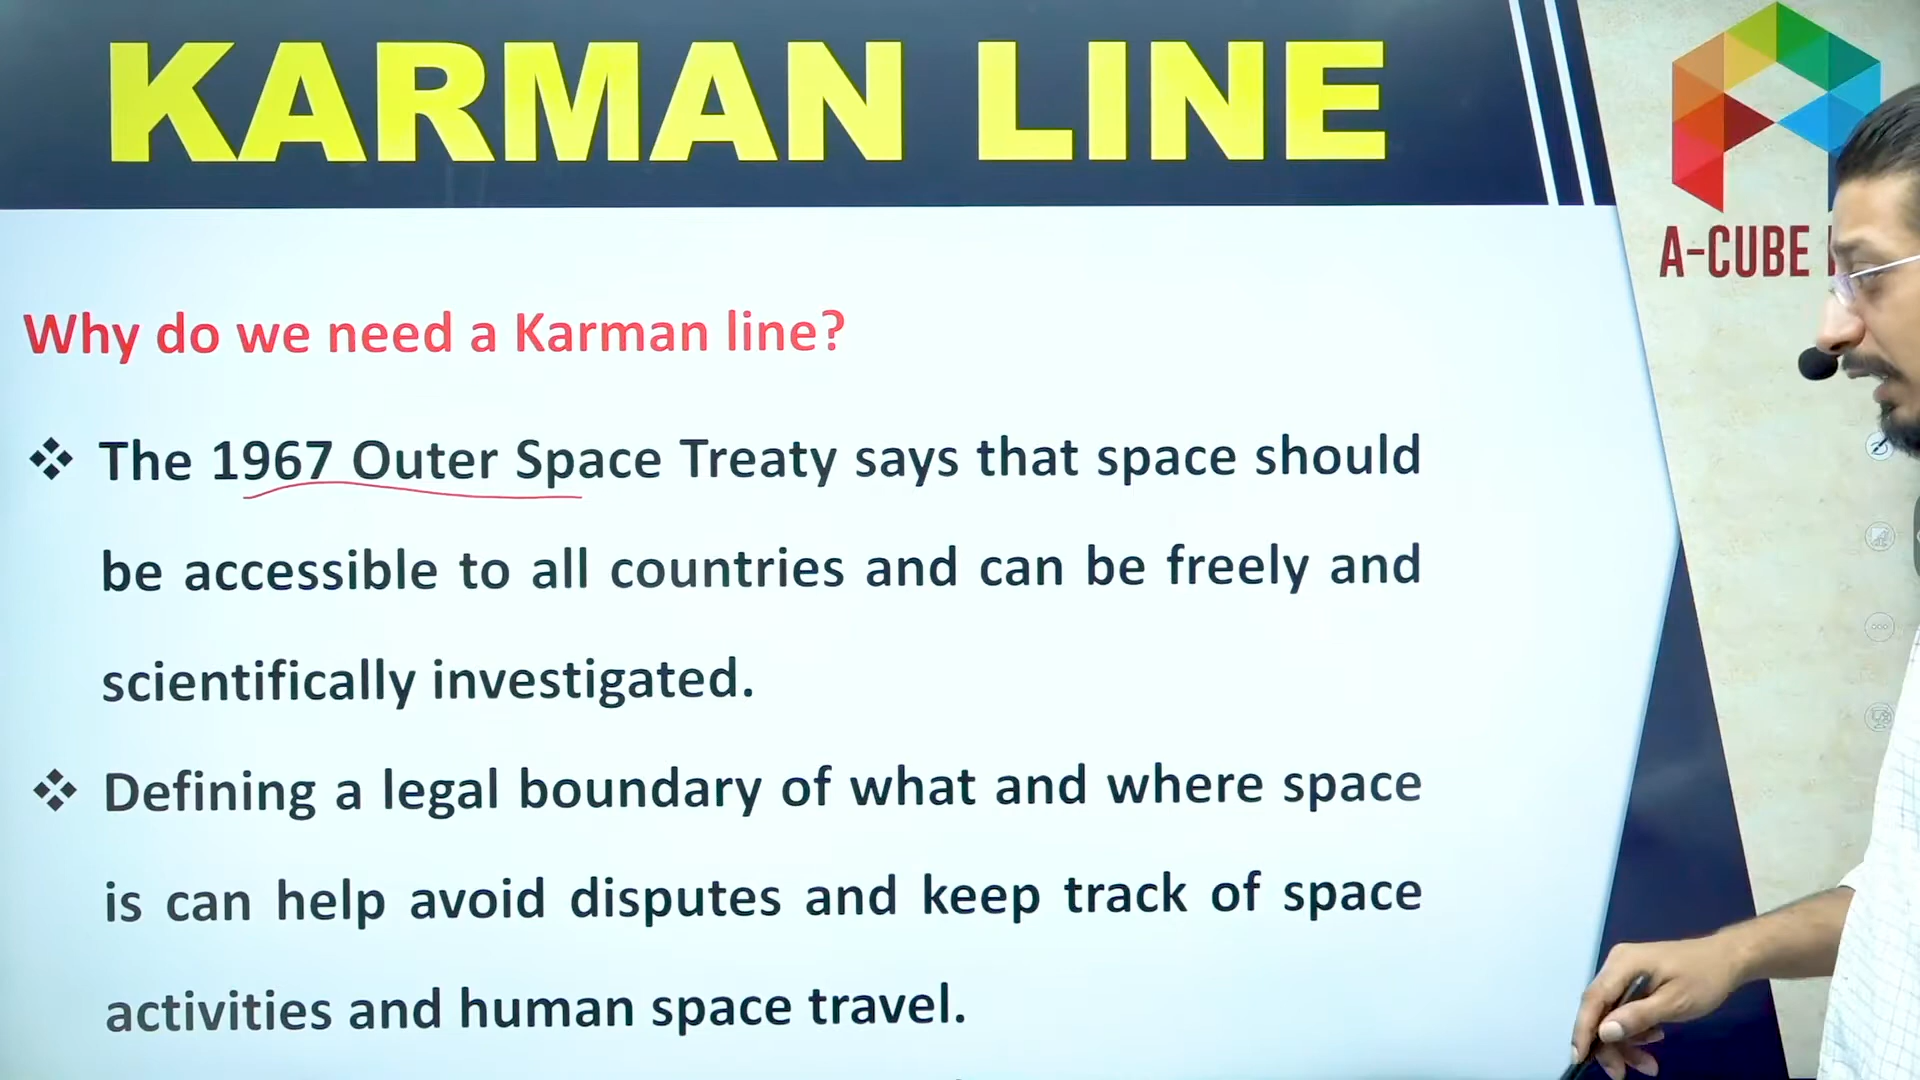 KARMAN LINE
A-CUBE
Why do we need a Karman line?
❖ The 1967 Outer Space Treaty says that space should
be accessible to all countries and can be freely and
scientifically investigated.
❖ Defining a legal boundary of what and where space
is can help avoid disputes and keep track of space
activities and human space travel.